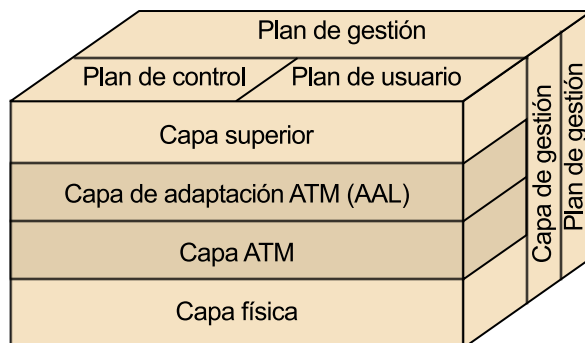 Plan de gestión
Plan de control
Plan de usuario
Capa superior
Capa de adaptación ATM (AAL)
Capa ATM
Capa física
Capa de gestión
Plan de gestión